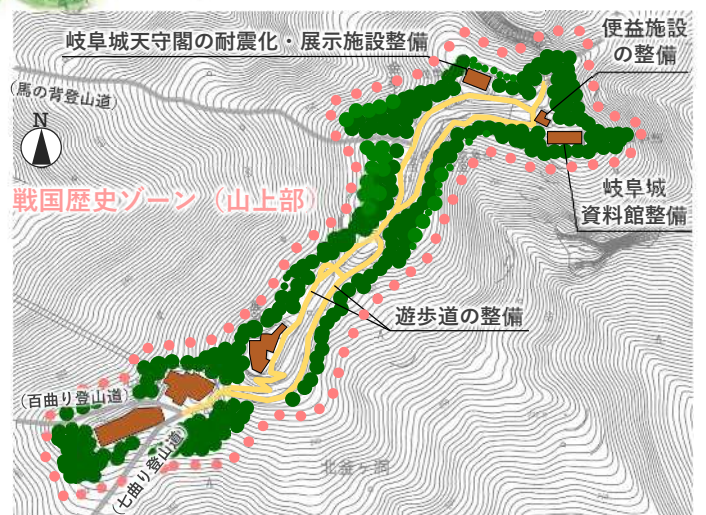 岐阜城天守閣の耐震化・展示施設整備
便益施設
の整備
(馬の背登山道)
N
戦国歴史ゾーン（山上部）
岐阜城
資料館整備
遊歩道の整備
(百曲り登山道)
(七曲り登山道)
北釜ヶ洞